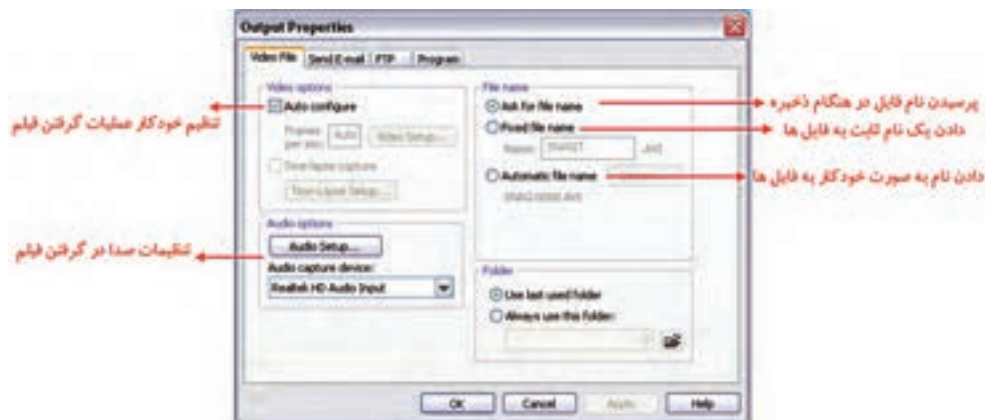 Output Properties
Video File
Send E-mail
FTP
Program
Video options
Auto configure
Frames per sec:
Auto
Video Setup...
Time-lapse capture
Time-Lapse Setup...
Audio options
Audio Setup...
Audio capture device:
Realtek HD Audio Input
File name
Ask for file name
Fixed file name
Name:
.AVI
Automatic file name
Folder
Use last used folder
Always use this folder:
OK
Cancel
Apply
Help
تنظیم خودکار عملیات گرفتن فیلم
تنظیمات صدا در گرفتن فیلم
پرسیدن نام فایل در هنگام ذخیره
دادن یک نام ثابت به فایل ها
دادن نام به صورت خودکار به فایل ها